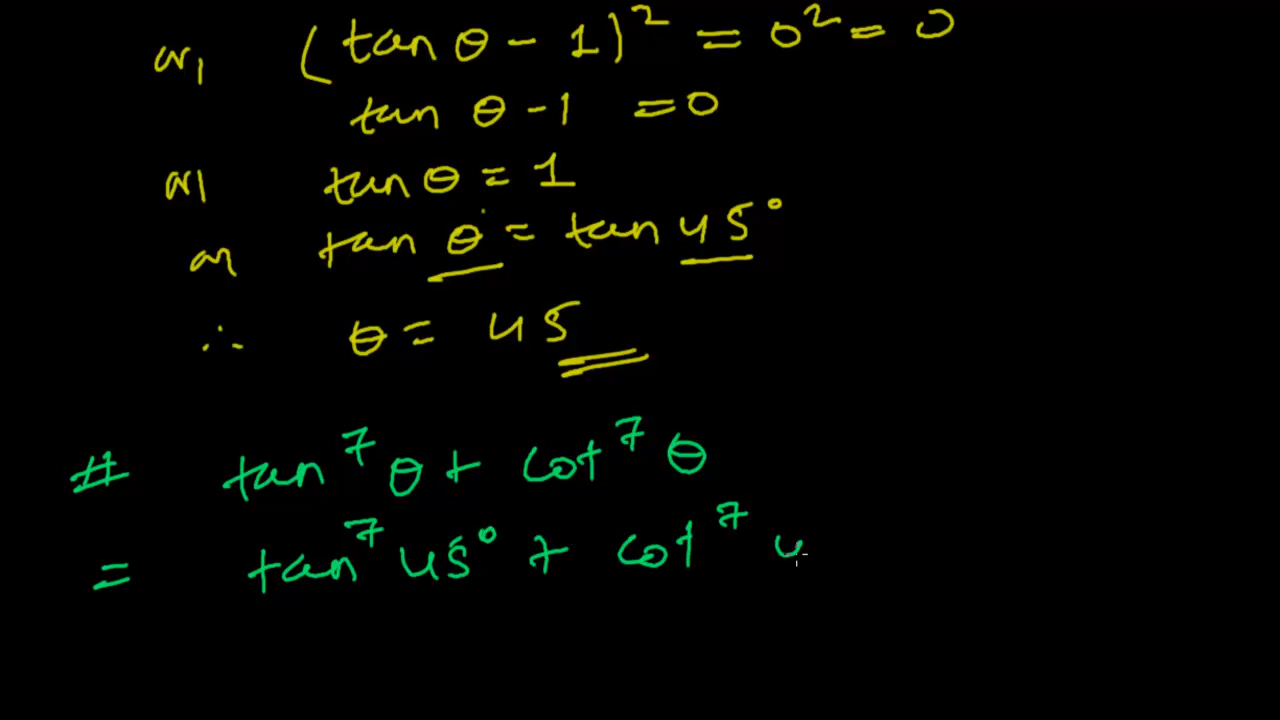 or, (tan θ - 1)² = 0² = 0
tan θ - 1 = 0
or, tan θ = 1
or tan θ = tan 45°
∴ θ = 45
# tan⁷ θ + cot⁷ θ
= tan⁷ 45° + cot⁷ 4